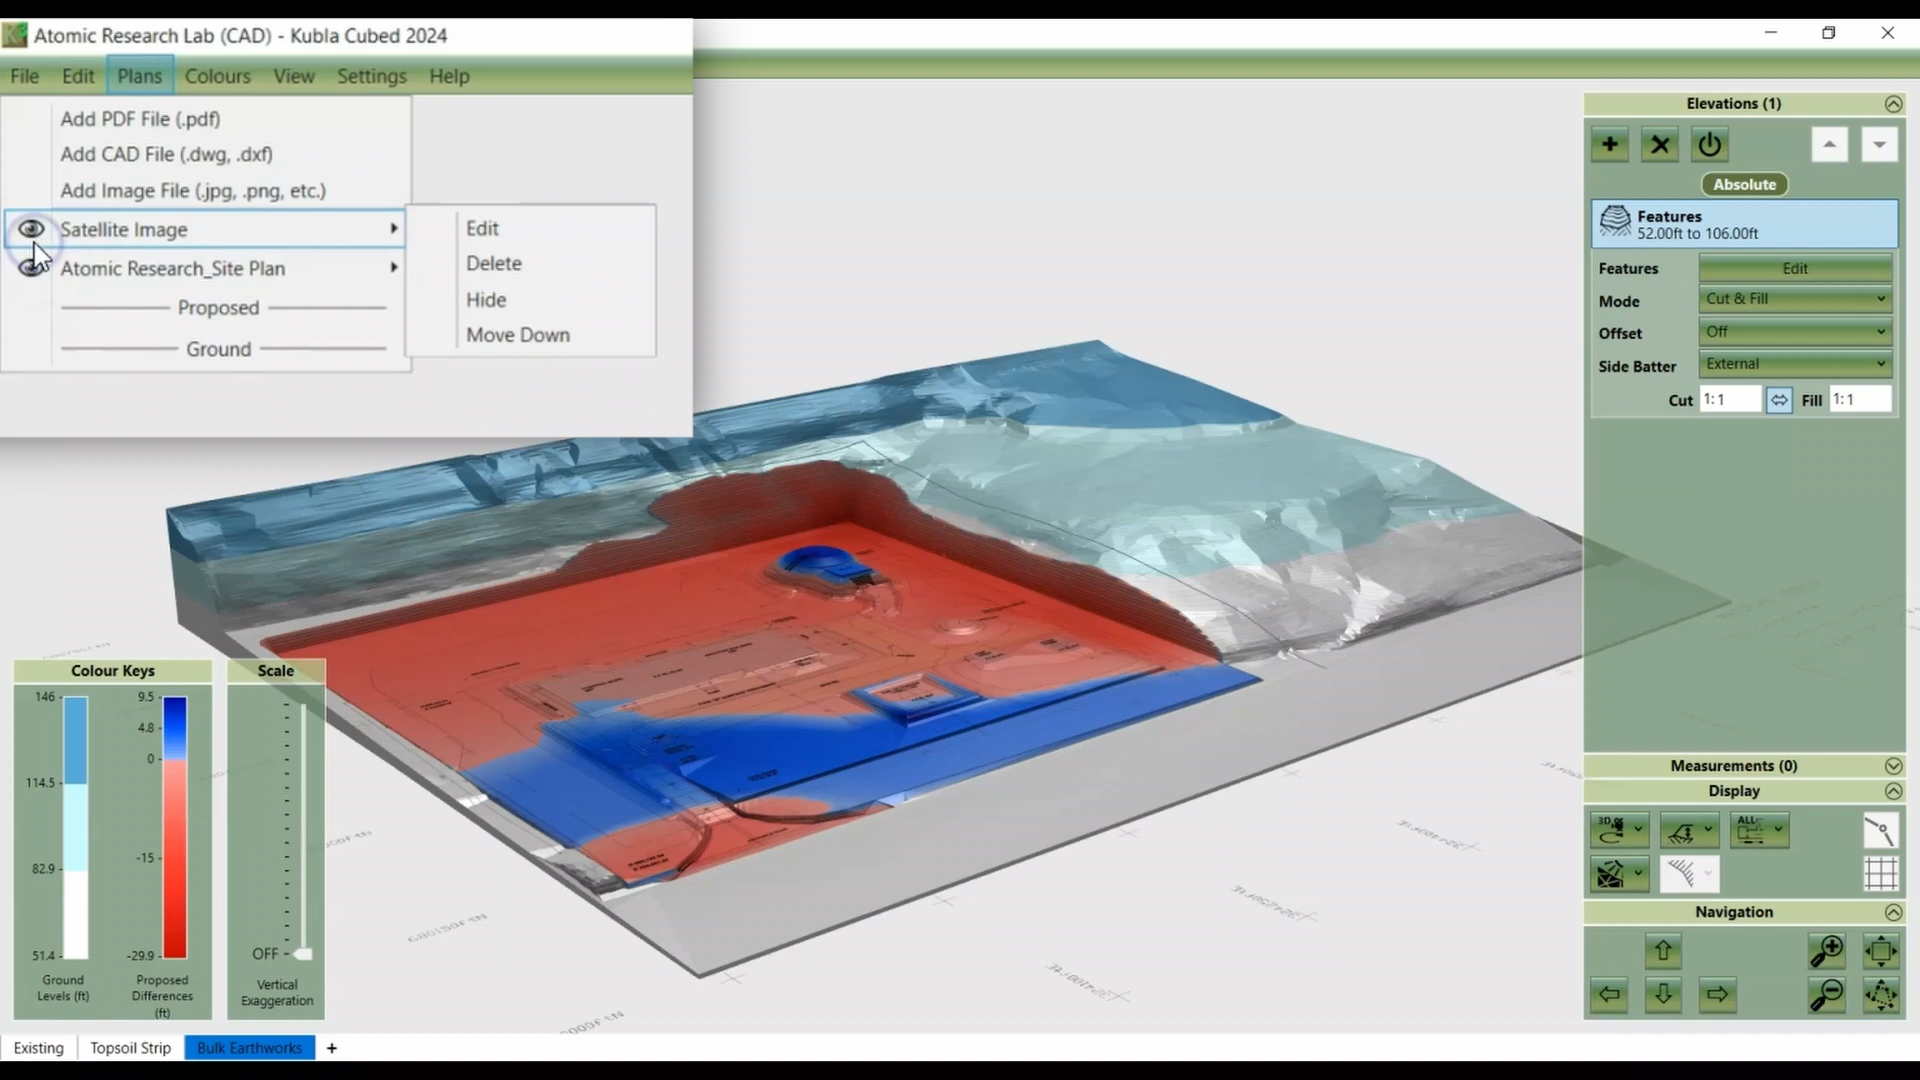 Atomic Research Lab (CAD) - Kubla Cubed 2024
File Edit Plans Colours View Settings Help
Add PDF File (.pdf)
Add CAD File (.dwg, .dxf)
Add Image File (.jpg, .png, etc.)
Satellite Image
Atomic Research_Site Plan
Proposed
Ground
Edit
Delete
Hide
Move Down
Elevations (1)
Absolute
Features
52.00ft to 106.00ft
Features Edit
Mode Cut & Fill
Offset Off
Side Batter External
Cut 1:1 Fill 1:1
Measurements (0)
Display
3D
ALL
Navigation
Colour Keys
146
114.5
82.9
51.4
Ground
Levels (ft)
9.5
4.8
0
-15
-29.9
Proposed
Differences
(ft)
Scale
OFF
Vertical
Exaggeration
Existing Topsoil Strip Bulk Earthworks +